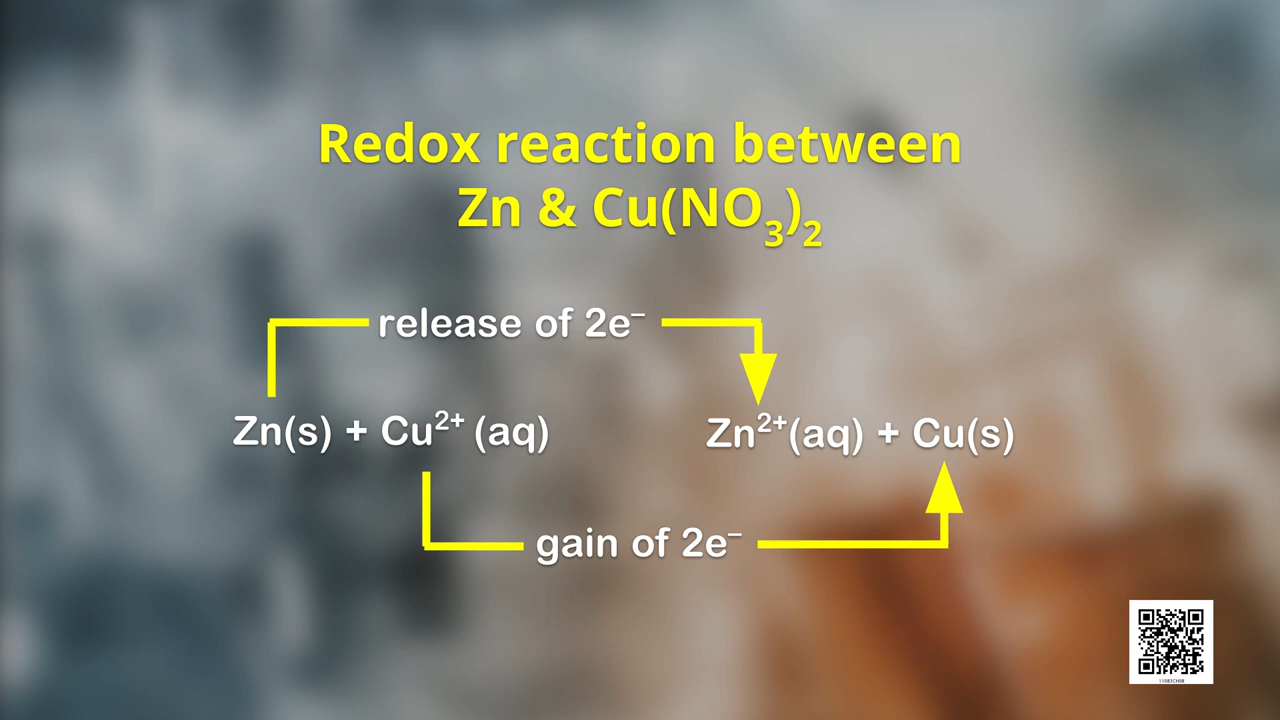 Redox reaction between
Zn & Cu(NO₃)₂
release of 2e⁻
Zn(s) + Cu²⁺ (aq) Zn²⁺(aq) + Cu(s)
gain of 2e⁻
11083CH08